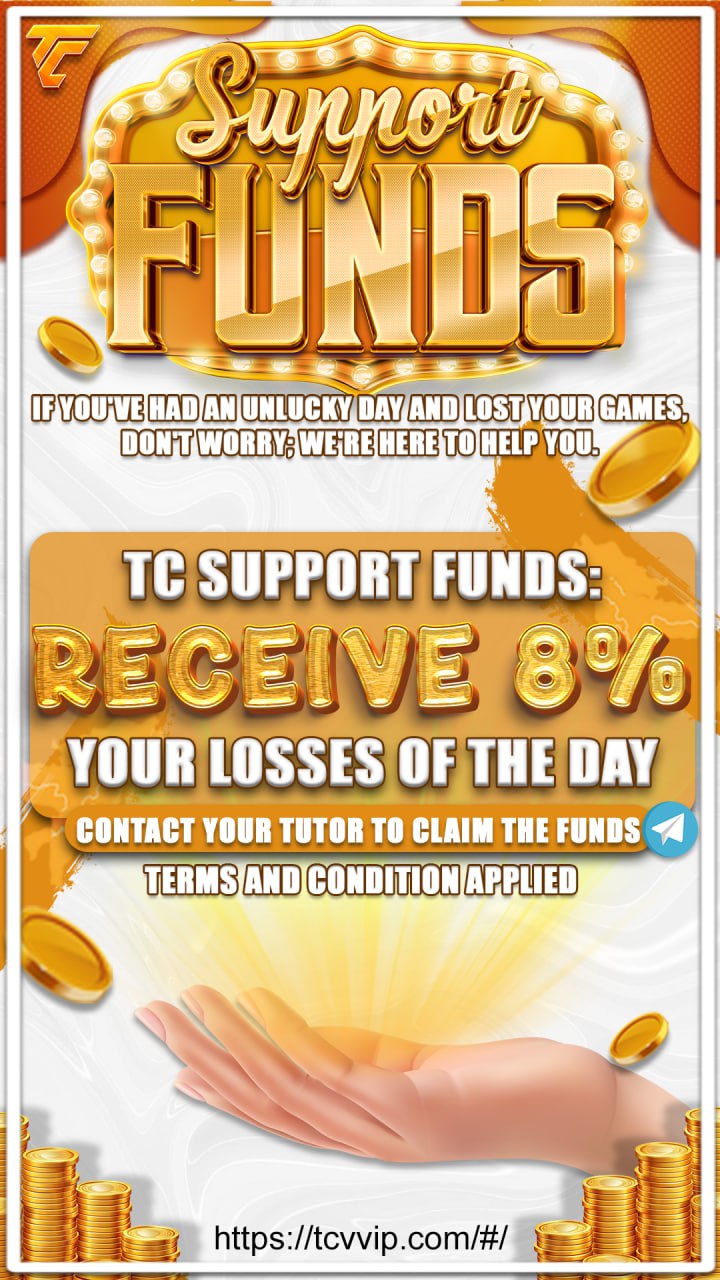 TC
Support
FUNDS
IF YOU'VE HAD AN UNLUCKY DAY AND LOST YOUR GAMES,
DON'T WORRY; WE'RE HERE TO HELP YOU.
TC SUPPORT FUNDS:
RECEIVE 8%
YOUR LOSSES OF THE DAY
CONTACT YOUR TUTOR TO CLAIM THE FUNDS
TERMS AND CONDITION APPLIED
https://tcvvip.com/#/